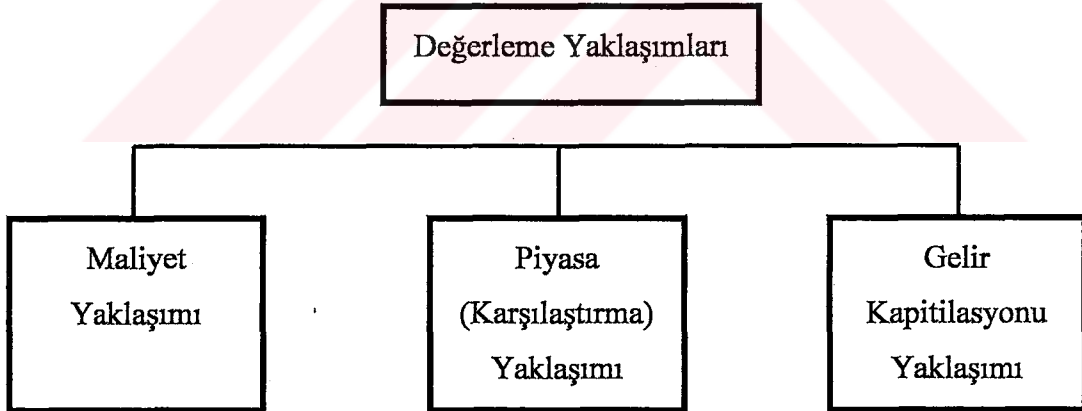 Değerleme Yaklaşımları
Maliyet
Yaklaşımı
Piyasa
(Karşılaştırma)
Yaklaşımı
Gelir
Kapitilasyonu
Yaklaşımı